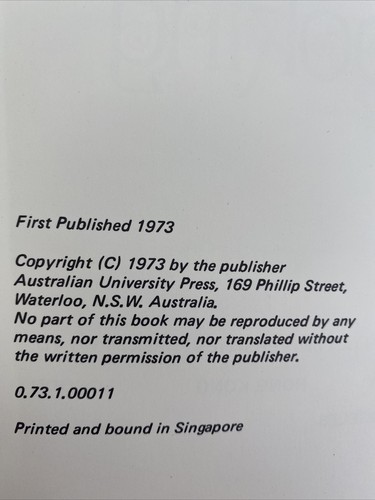 First Published 1973
Copyright (C) 1973 by the publisher
Australian University Press, 169 Phillip Street,
Waterloo, N.S.W. Australia.
No part of this book may be reproduced by any
means, nor transmitted, nor translated without
the written permission of the publisher.
0.73.1.00011
Printed and bound in Singapore